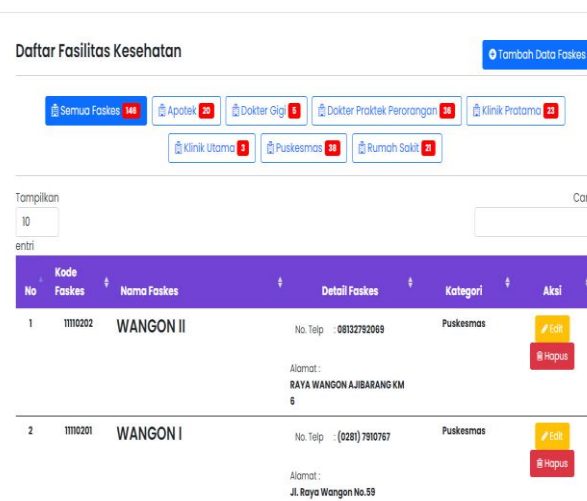 Daftar Fasilitas Kesehatan
Tambah Data Faskes
Semua Faskes 146 Apotek 20 Dokter Gigi 5 Dokter Praktek Perorangan 36 Klinik Pratama 23
Klinik Utama 3 Puskesmas 38 Rumah Sakit 21
Tampilkan
10
entri
No Kode Faskes Nama Faskes Detail Faskes Kategori Aksi
1 11110202 WANGON II No. Telp : 08132792069 Puskesmas Edit
Hapus
Alamat :
RAYA WANGON AJIBARANG KM
6
2 11110201 WANGON I No. Telp : (0281) 7910767 Puskesmas Edit
Hapus
Alamat :
Jl. Raya Wangon No.59